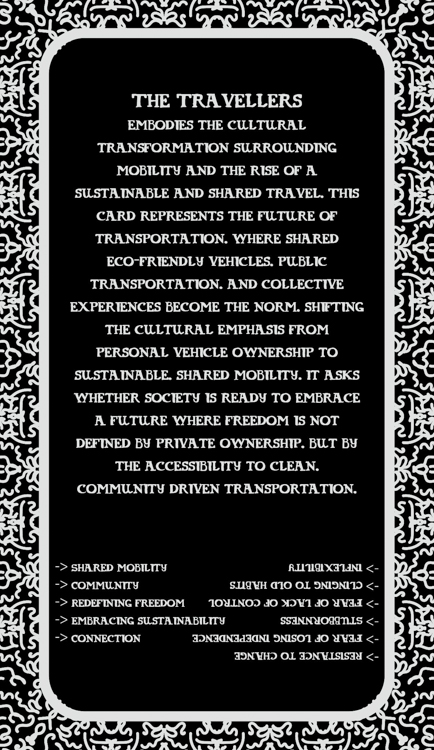 THE TRAVELLERS
EMBODIES THE CULTURAL
TRANSFORMATION SURROUNDING
MOBILITY AND THE RISE OF A
SUSTAINABLE AND SHARED TRAVEL. THIS
CARD REPRESENTS THE FUTURE OF
TRANSPORTATION, WHERE SHARED
ECO-FRIENDLY VEHICLES, PUBLIC
TRANSPORTATION, AND COLLECTIVE
EXPERIENCES BECOME THE NORM, SHIFTING
THE CULTURAL EMPHASIS FROM
PERSONAL VEHICLE OWNERSHIP TO
SUSTAINABLE, SHARED MOBILITY. IT ASKS
WHETHER SOCIETY IS READY TO EMBRACE
A FUTURE WHERE FREEDOM IS NOT
DEFINED BY PRIVATE OWNERSHIP, BUT BY
THE ACCESSIBILITY TO CLEAN,
COMMUNITY DRIVEN TRANSPORTATION.
-> SHARED MOBILITY
-> COMMUNITY
-> REDEFINING FREEDOM
-> EMBRACING SUSTAINABILITY
-> CONNECTION
-> RESISTANCE TO CHANGE
-> FEAR OF LOSING INDEPENDENCE
-> STUBBORNNESS
-> FEAR OF LACK OF CONTROL
-> CLINGING TO OLD HABITS
-> INFLEXIBILITY